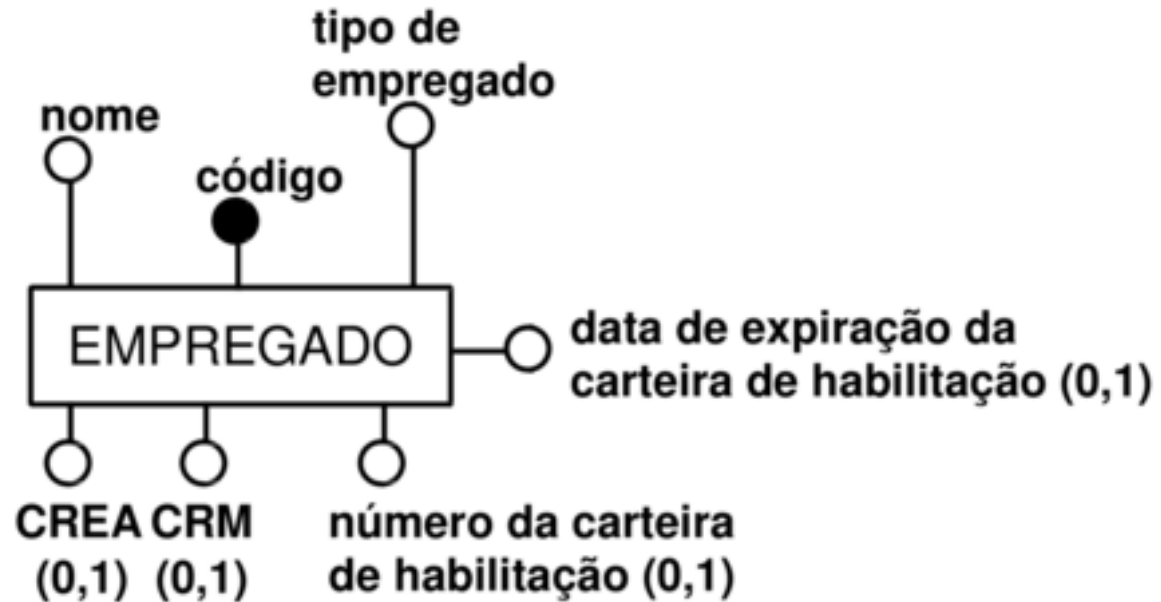 tipo de
empregado
nome
código
EMPREGADO
data de expiração da
carteira de habilitação (0,1)
CREA
(0,1)
CRM
(0,1)
número da carteira
de habilitação (0,1)